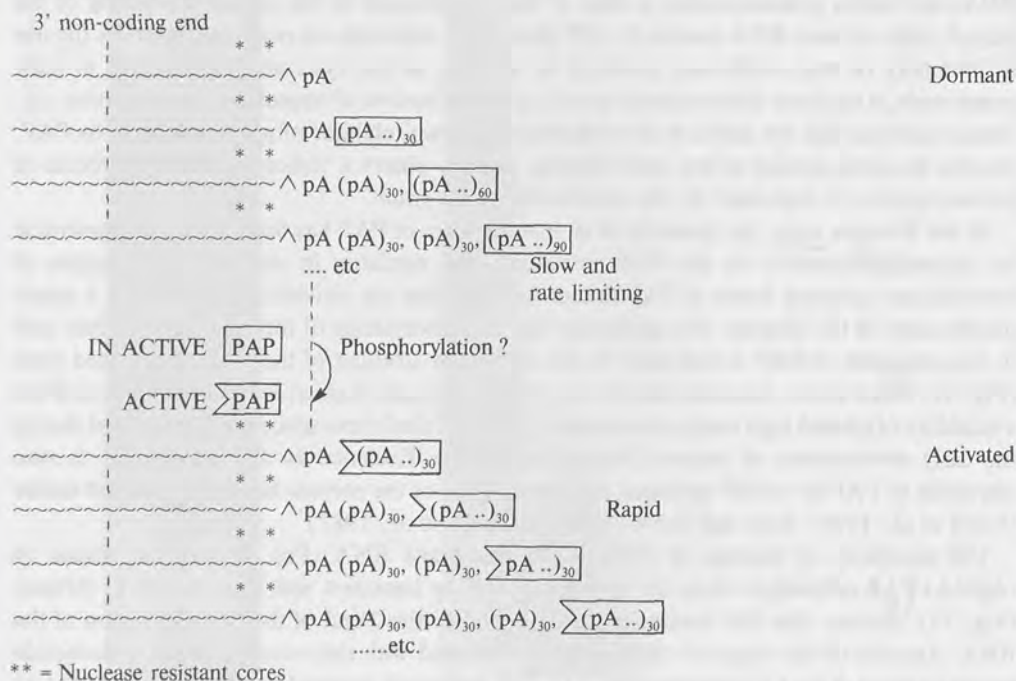 3' non-coding end
* *
^ pA Dormant
* *
^ pA (pA..)30
* *
^ pA (pA)30, (pA ..)60
* *
^ pA (pA)30, (pA)30, (pA ..)90
.... etc Slow and
rate limiting
IN ACTIVE PAP Phosphorylation ?
ACTIVE PAP
* *
^ pA (pA ..)30 Activated
* *
^ pA (pA)30, (pA ..)30 Rapid
* *
^ pA (pA)30, (pA)30, pA ..)30
* *
^ pA (pA)30, (pA)30, (pA)30, (pA ...)30
......etc.
** = Nuclease resistant cores